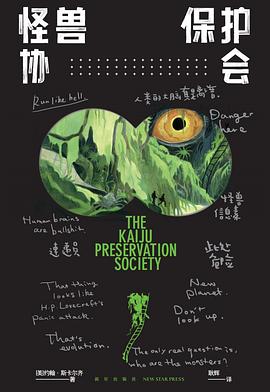 怪兽 保护
协 会
Run like hell.
人类的大脑真是离谱.
Danger
here
怪兽
信息素
Human brains
are bullshit.
速递员
THE
KAIJU
PRESERVATION
SOCIETY
此处
危险
That thing
looks like
H.P. Lovecraft's
panic attack.
New
planet.
Don't
look up.
That's
evolution.
The only real question is,
who are the monsters?
[美]约翰·斯卡尔齐
著
新星出版社 NEW STAR PRESS
耿辉
译